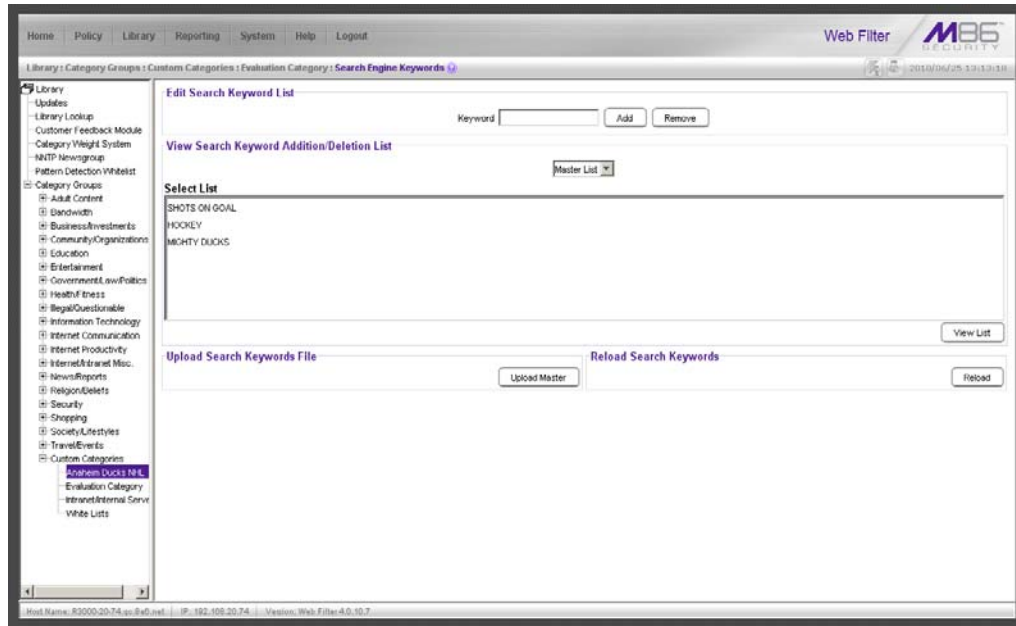 Home Policy Library Reporting System Help Logout
Web Filter
M86 SECURITY
Library : Category Groups : Custom Categories : Evaluation Category : Search Engine Keywords
2010/06/25 13:13:18
Library
Updates
Library Lookup
Customer Feedback Module
Category Weight System
NNTP Newsgroup
Pattern Detection Whitelist
Category Groups
Adult Content
Bandwidth
Business/Investments
Community/Organizations
Education
Entertainment
Government/Law/Politics
Health/Fitness
Illegal/Questionable
Information Technology
Internet Communication
Internet Productivity
Internet/Intranet Misc.
News/Reports
Religion/Beliefs
Security
Shopping
Society/Lifestyles
Travel/Events
Custom Categories
Anaheim Ducks NHL
Evaluation Category
Intranet/Internal Serve
White Lists
Edit Search Keyword List
Keyword Add Remove
View Search Keyword Addition/Deletion List
Master List
Select List
SHOTS ON GOAL
HOCKEY
MIGHTY DUCKS
View List
Upload Search Keywords File
Upload Master
Reload Search Keywords
Reload
Host Name: R3000-20-74.qc.8e6.net IP: 192.168.20.74 Version: Web Filter 4.0.10.7